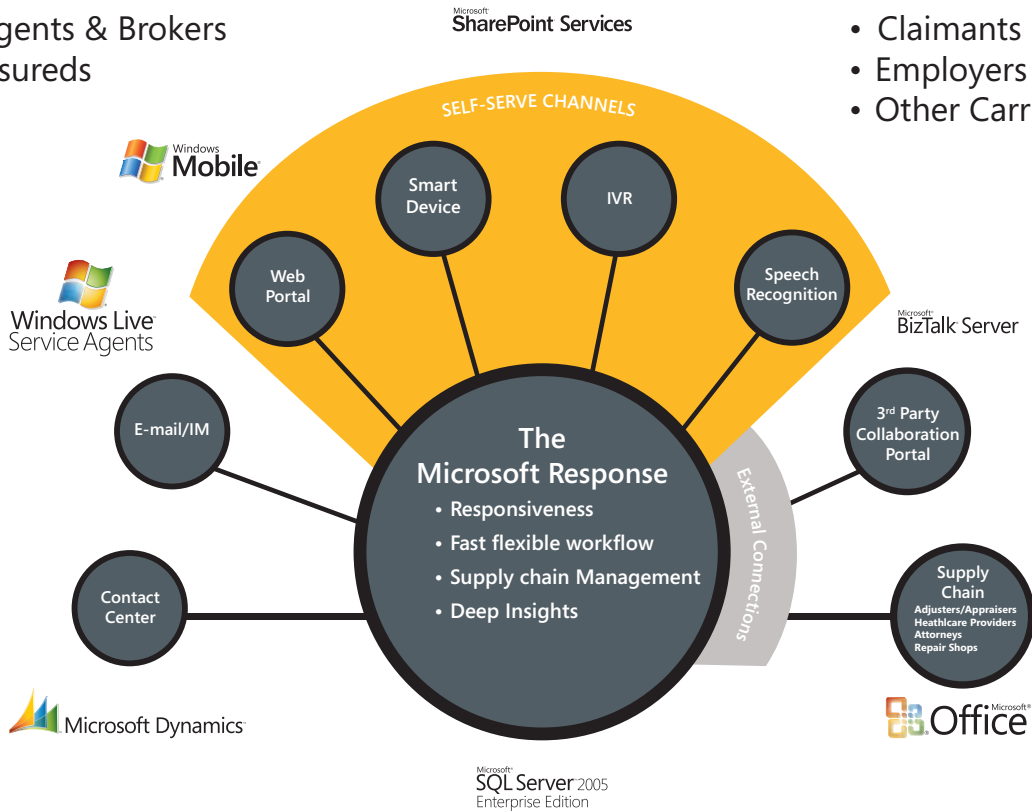 gents & Brokers
sureds
Microsoft®
SharePoint Services
• Claimants
• Employers
• Other Carr
SELF-SERVE CHANNELS
Windows
Mobile®
Smart
Device
IVR
Web
Portal
Speech
Recognition
Windows Live™
Service Agents
Microsoft®
BizTalk Server
E-mail/IM
3rd Party
Collaboration
Portal
The
Microsoft Response
• Responsiveness
• Fast flexible workflow
• Supply chain Management
• Deep Insights
External Connections
Contact
Center
Supply
Chain
Adjusters/Appraisers
Heathlcare Providers
Attorneys
Repair Shops
Microsoft Dynamics™
Microsoft®
Office
Microsoft®
SQL Server™ 2005
Enterprise Edition